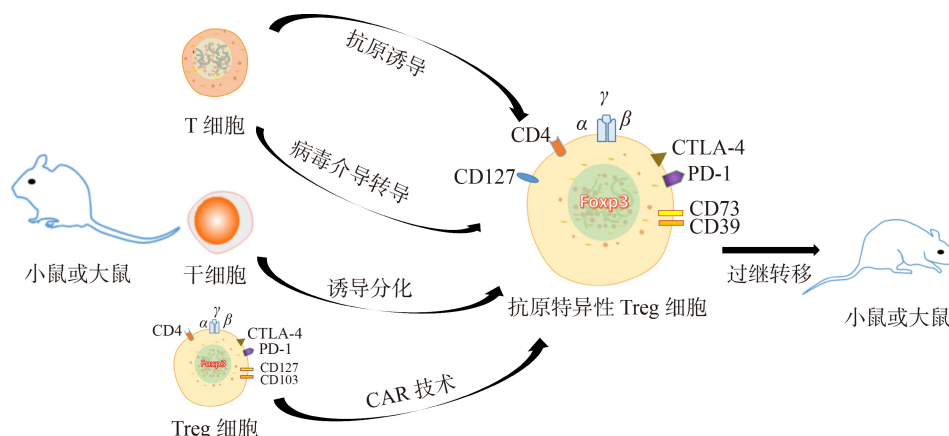 抗原诱导
T 细胞
病毒介导转导
小鼠或大鼠
干细胞
诱导分化
γ
α β
CD4
CTLA-4
PD-1
CD127
CD103
Foxp3
Treg 细胞
CAR 技术
γ
α β
CD4
CTLA-4
CD127
PD-1
Foxp3
CD73
CD39
抗原特异性 Treg 细胞
过继转移
小鼠或大鼠